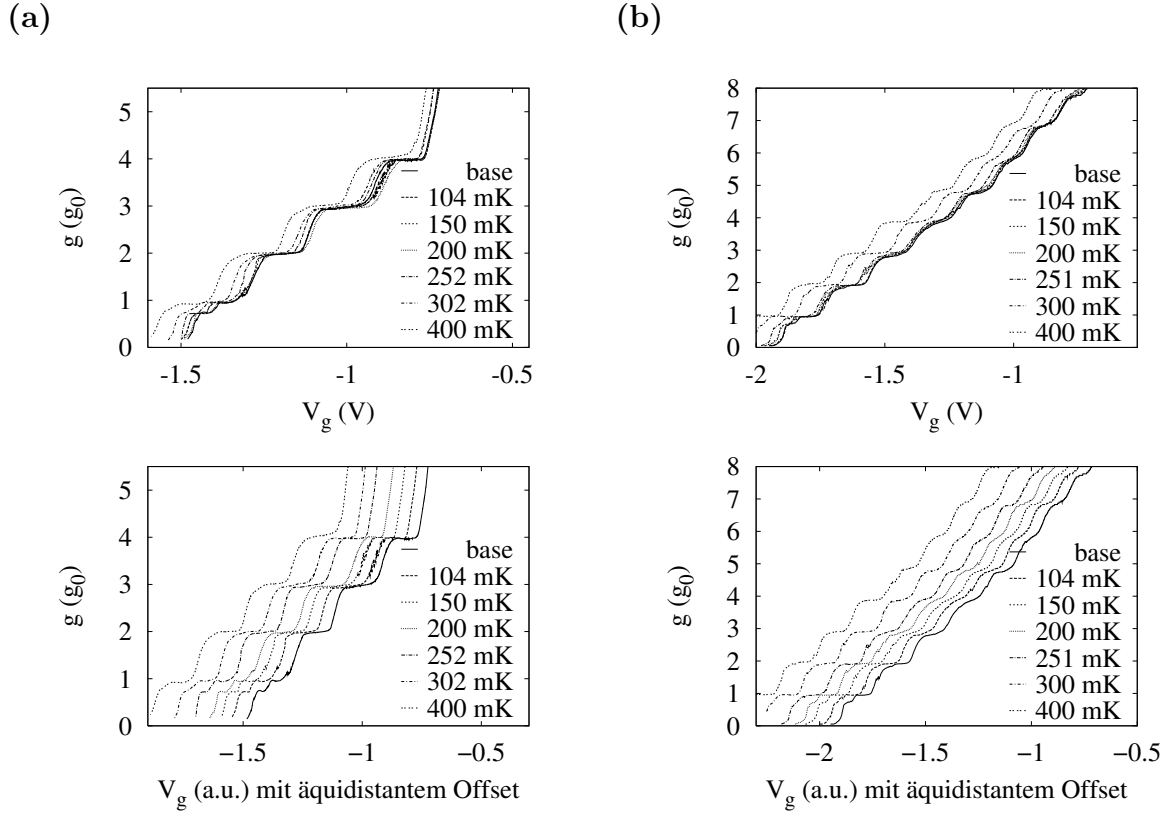 (a)
(b)
5
4
3
2
1
0
g (g0)
base
104 mK
150 mK
200 mK
252 mK
302 mK
400 mK
-1.5
-1
-0.5
Vg (V)
8
7
6
5
4
3
2
1
0
g (g0)
base
104 mK
150 mK
200 mK
251 mK
300 mK
400 mK
-2
-1.5
-1
Vg (V)
5
4
3
2
1
0
g (g0)
base
104 mK
150 mK
200 mK
252 mK
302 mK
400 mK
−1.5
−1
−0.5
Vg (a.u.) mit äquidistantem Offset
8
7
6
5
4
3
2
1
0
g (g0)
base
104 mK
150 mK
200 mK
251 mK
300 mK
400 mK
−2
−1.5
−1
−0.5
Vg (a.u.) mit äquidistantem Offset